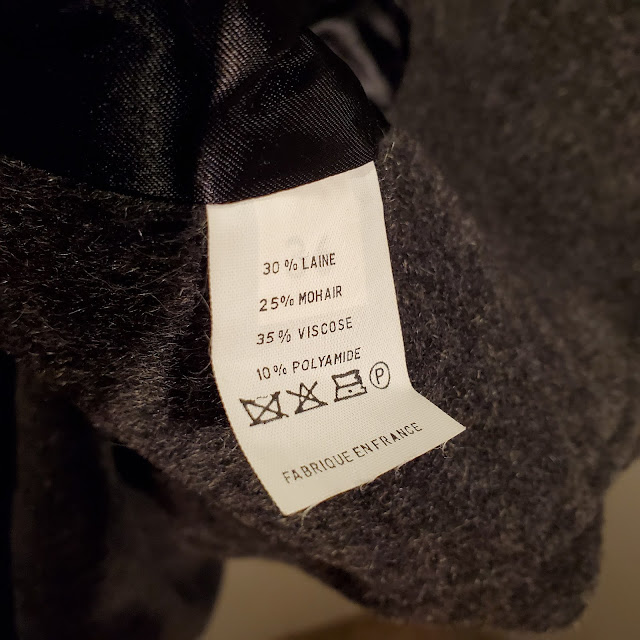 30% LAINE
25% MOHAIR
35% VISCOSE
10% POLYAMIDE
P
FABRIQUE EN FRANCE